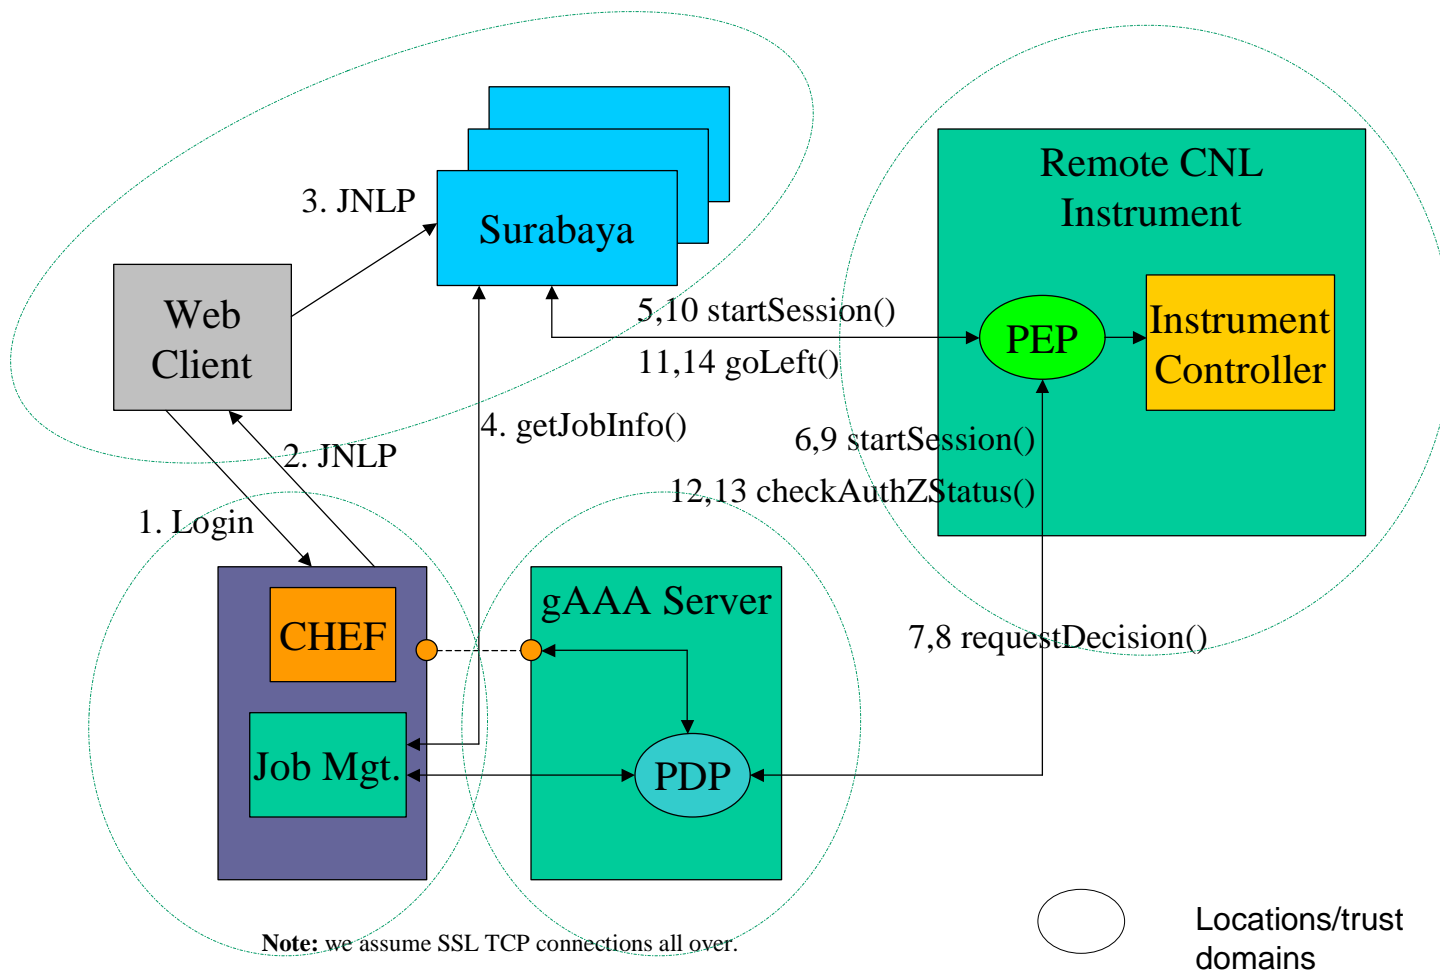 Remote CNL
Instrument
3. JNLP
Surabaya
Web
Client
5,10 startSession()
PEP
Instrument
Controller
11,14 goLeft()
4. getJobInfo()
6,9 startSession()
2. JNLP
12,13 checkAuthZStatus()
1. Login
gAAA Server
CHEF
7,8 requestDecision()
Job Mgt.
PDP
Locations/trust
domains
Note: we assume SSL TCP connections all over.